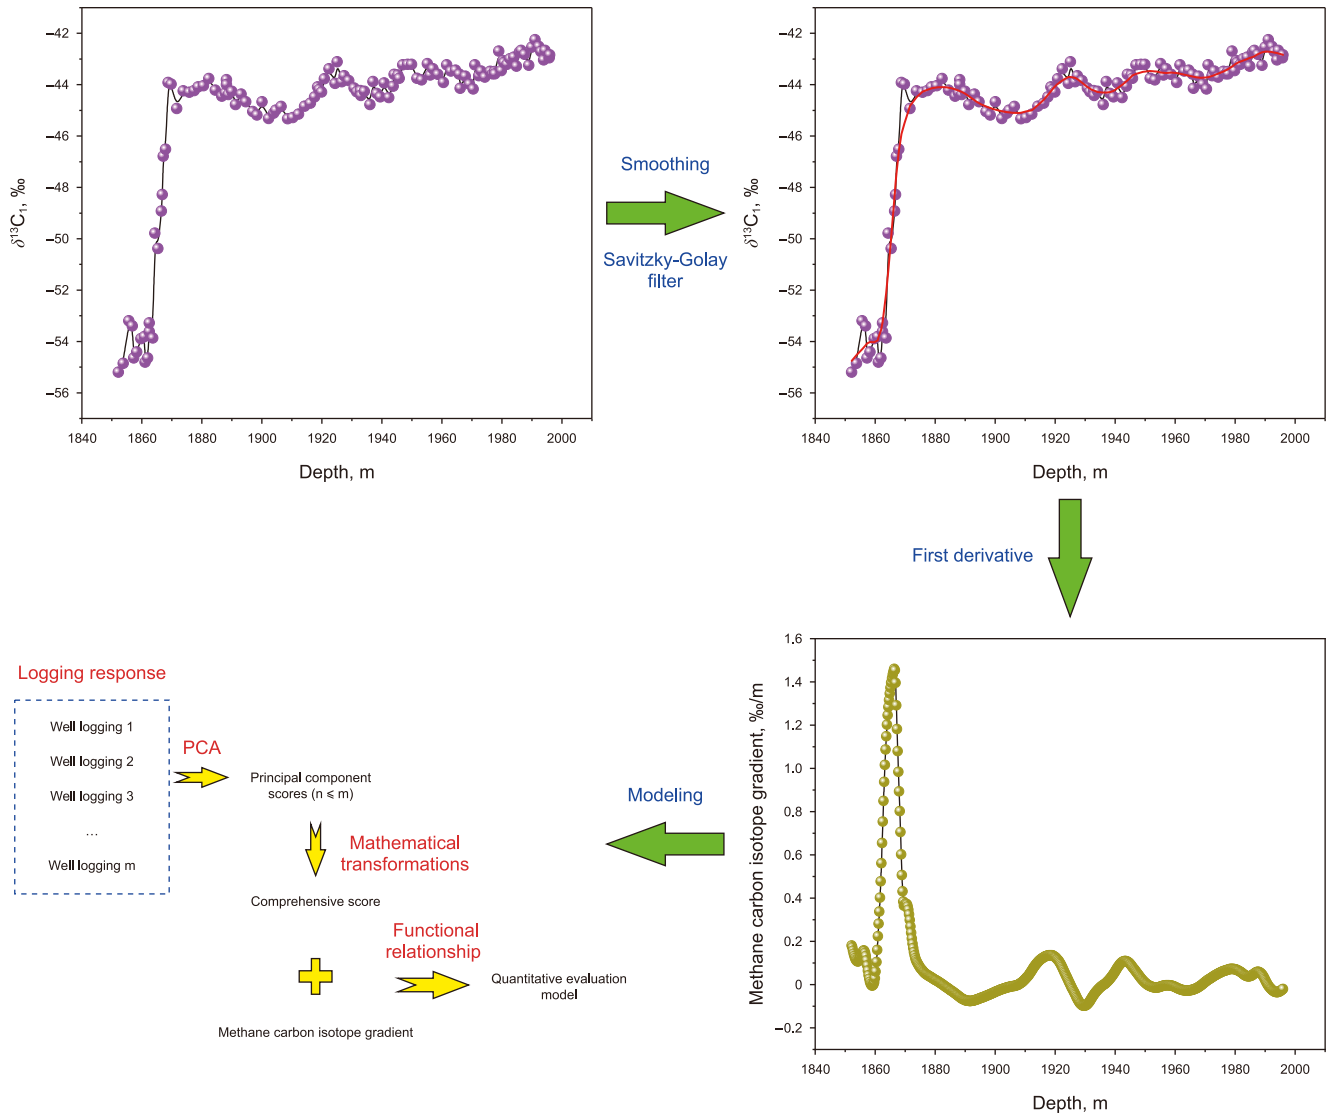 −42
−44
−46
−48
−50
−52
−54
−56
δ¹³C₁, ‰
1840 1860 1880 1900 1920 1940 1960 1980 2000
Depth, m
Smoothing
Savitzky-Golay
filter
−42
−44
−46
−48
−50
−52
−54
−56
δ¹³C₁, ‰
1840 1860 1880 1900 1920 1940 1960 1980 2000
Depth, m
First derivative
1.6
1.4
1.2
1.0
0.8
0.6
0.4
0.2
0
−0.2
Methane carbon isotope gradient, ‰/m
1840 1860 1880 1900 1920 1940 1960 1980 2000
Depth, m
Modeling
Logging response
Well logging 1
Well logging 2
Well logging 3
...
Well logging m
PCA
Principal component
scores (n ⩽ m)
Mathematical
transformations
Comprehensive score
Functional
relationship
Quantitative evaluation
model
Methane carbon isotope gradient